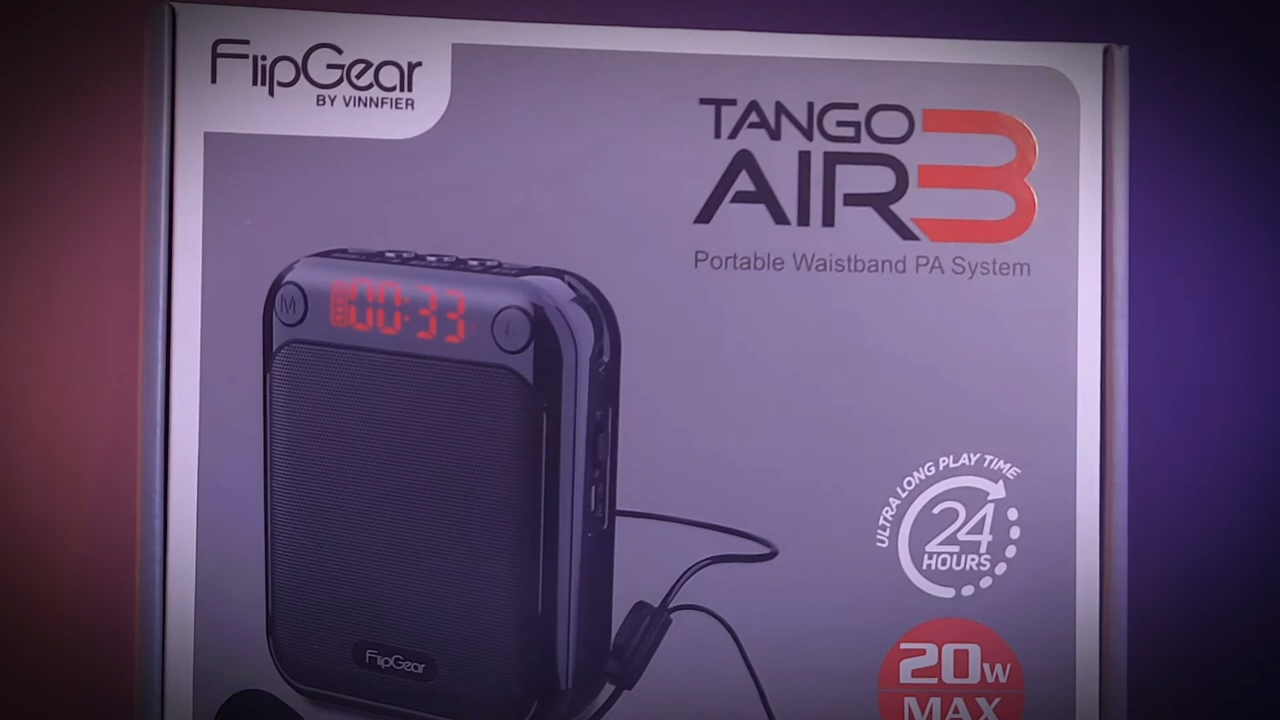 FlipGear
BY VINNFIER
TANGO
AIR3
Portable Waistband PA System
M
00:33
ULTRA LONG PLAY TIME
24
HOURS
FlipGear
20W
MAX